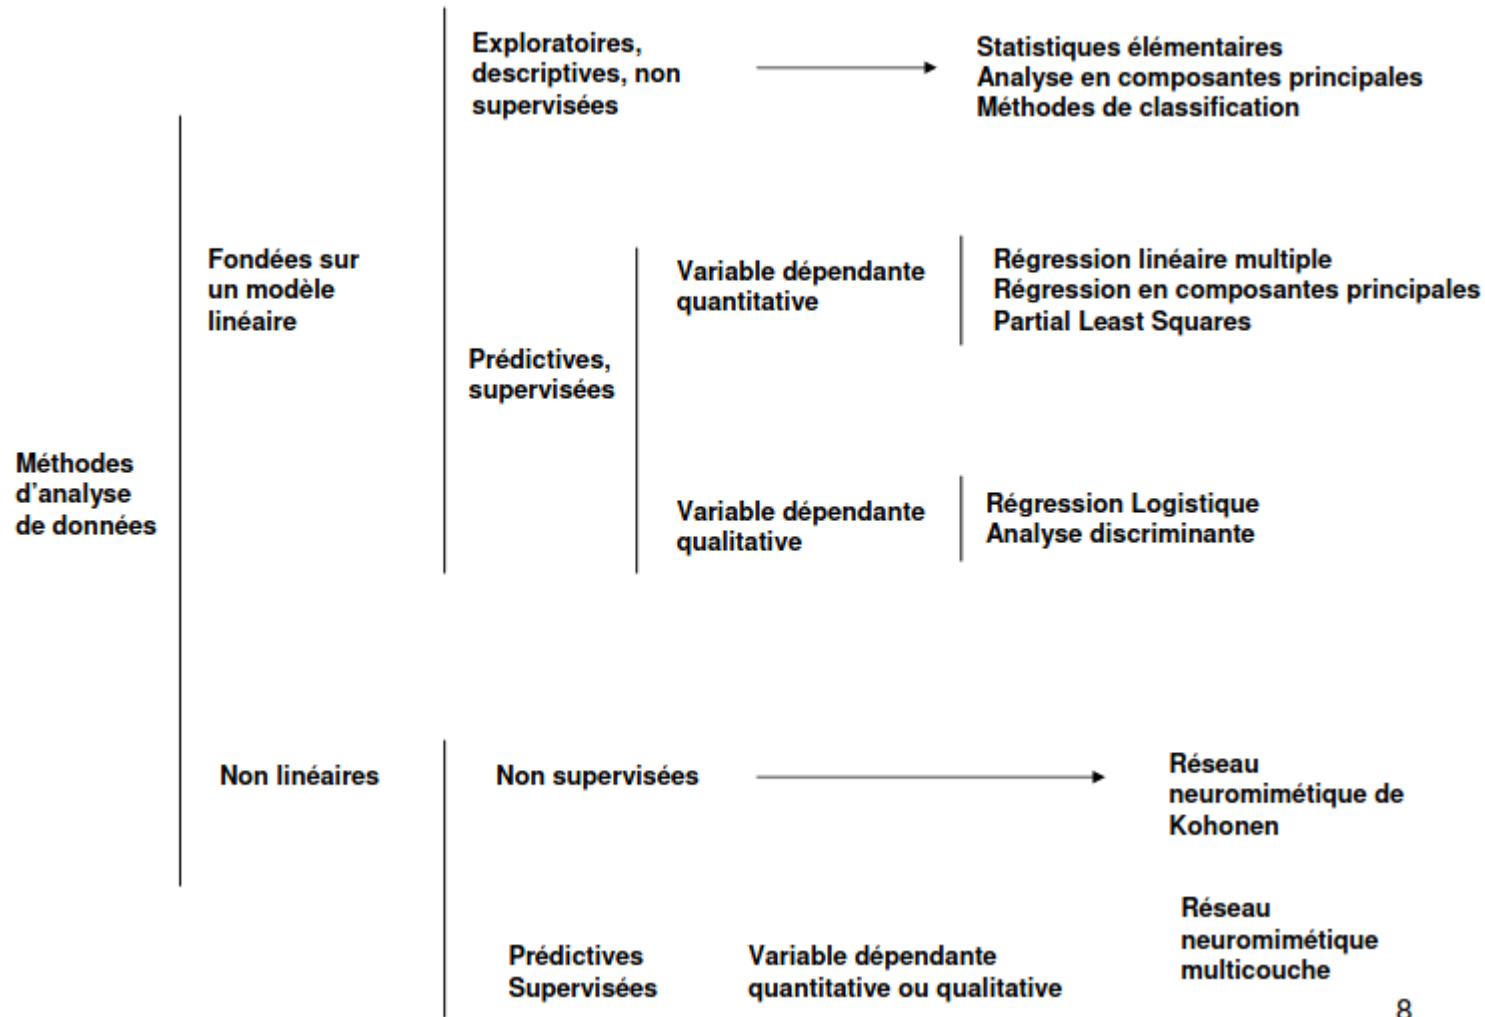 Exploratoires,
descriptives, non
supervisées
Statistiques élémentaires
Analyse en composantes principales
Méthodes de classification
Fondées sur
un modèle
linéaire
Variable dépendante
quantitative
Régression linéaire multiple
Régression en composantes principales
Partial Least Squares
Prédictives,
supervisées
Méthodes
d'analyse
de données
Variable dépendante
qualitative
Régression Logistique
Analyse discriminante
Non linéaires
Non supervisées
Réseau
neuromimétique de
Kohonen
Prédictives
Supervisées
Variable dépendante
quantitative ou qualitative
Réseau
neuromimétique
multicouche
8